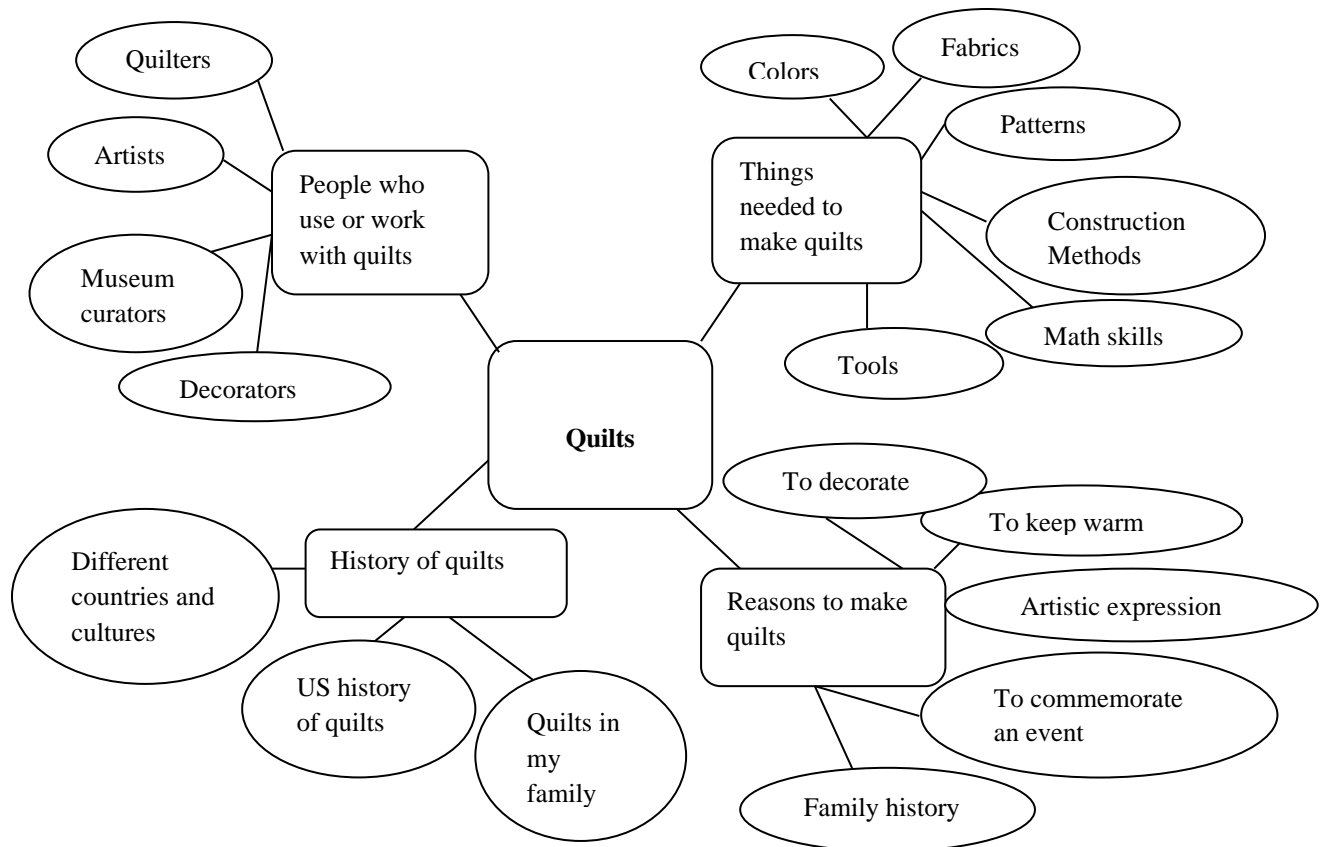 Quilters
Artists
Museum
curators
Decorators
People who
use or work
with quilts
Colors
Fabrics
Patterns
Construction
Methods
Math skills
Tools
Things
needed to
make quilts
Quilts
History of quilts
Different
countries and
cultures
US history
of quilts
Quilts in
my
family
Reasons to make
quilts
To decorate
To keep warm
Artistic expression
To commemorate
an event
Family history